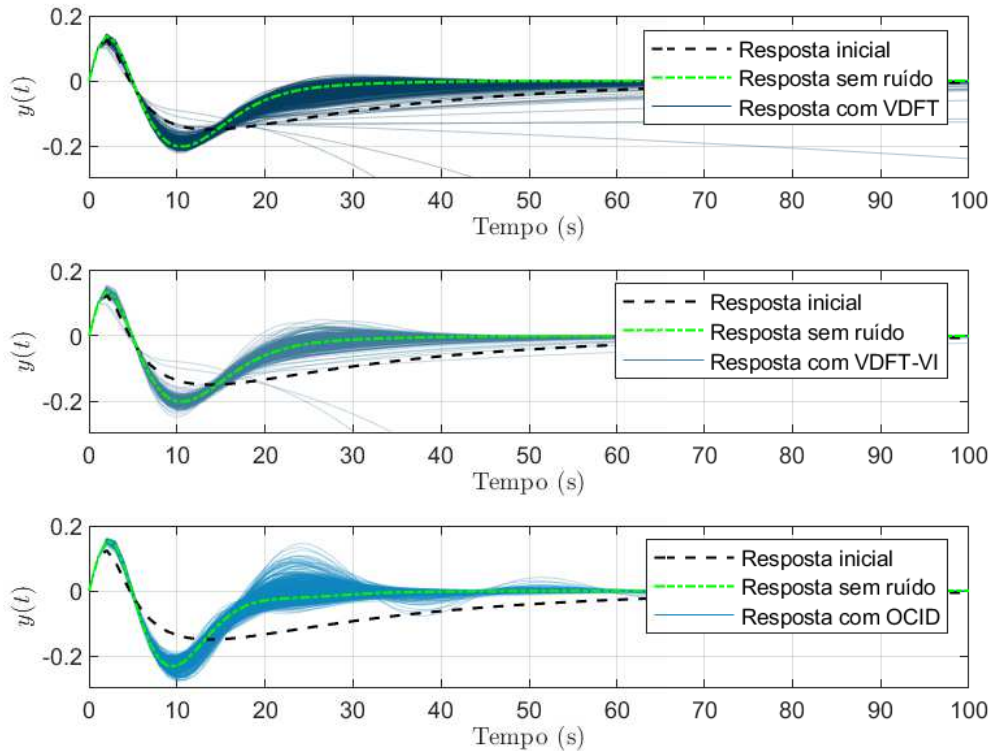 0.2
0
-0.2
y(t)
Resposta inicial
Resposta sem ruído
Resposta com VDFT
0 10 20 30 40 50 60 70 80 90 100
Tempo (s)
0.2
0
-0.2
y(t)
Resposta inicial
Resposta sem ruído
Resposta com VDFT-VI
0 10 20 30 40 50 60 70 80 90 100
Tempo (s)
0.2
0
-0.2
y(t)
Resposta inicial
Resposta sem ruído
Resposta com OCID
0 10 20 30 40 50 60 70 80 90 100
Tempo (s)